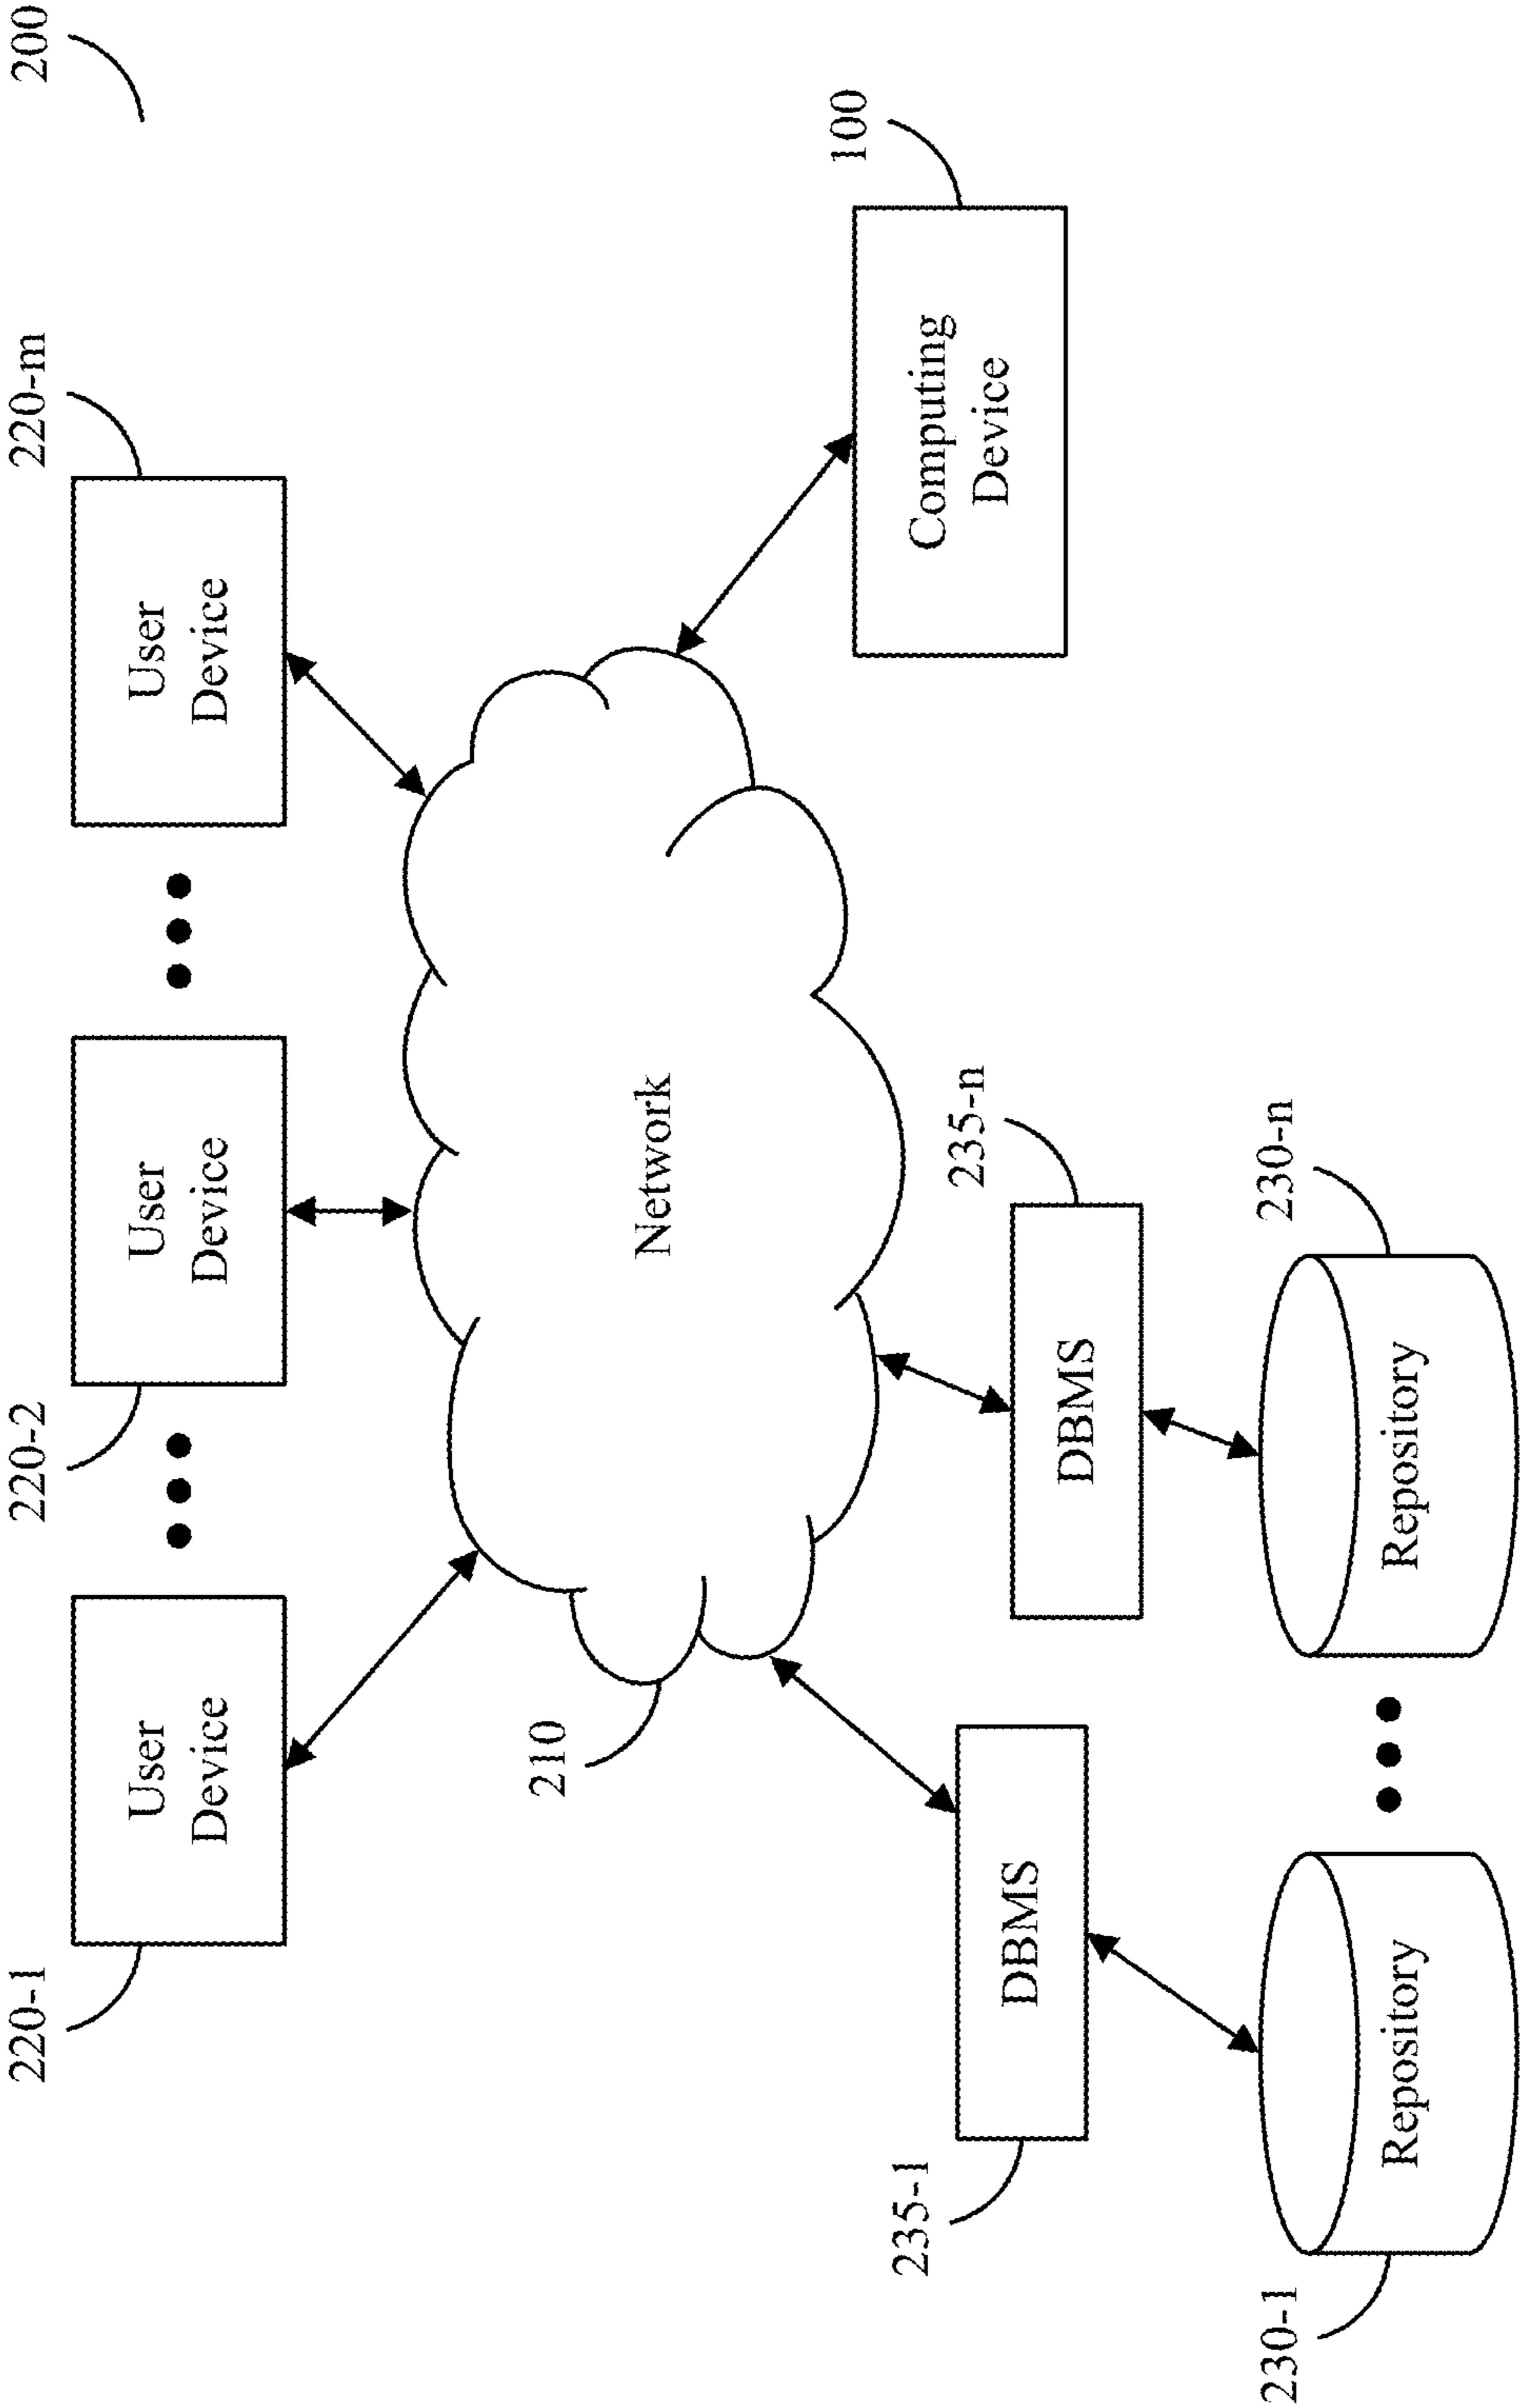 200
220-1
220-2
220-m
User
Device
User
Device
User
Device
210
Network
100
Computing
Device
235-1
DBMS
235-n
DBMS
230-1
Repository
230-n
Repository